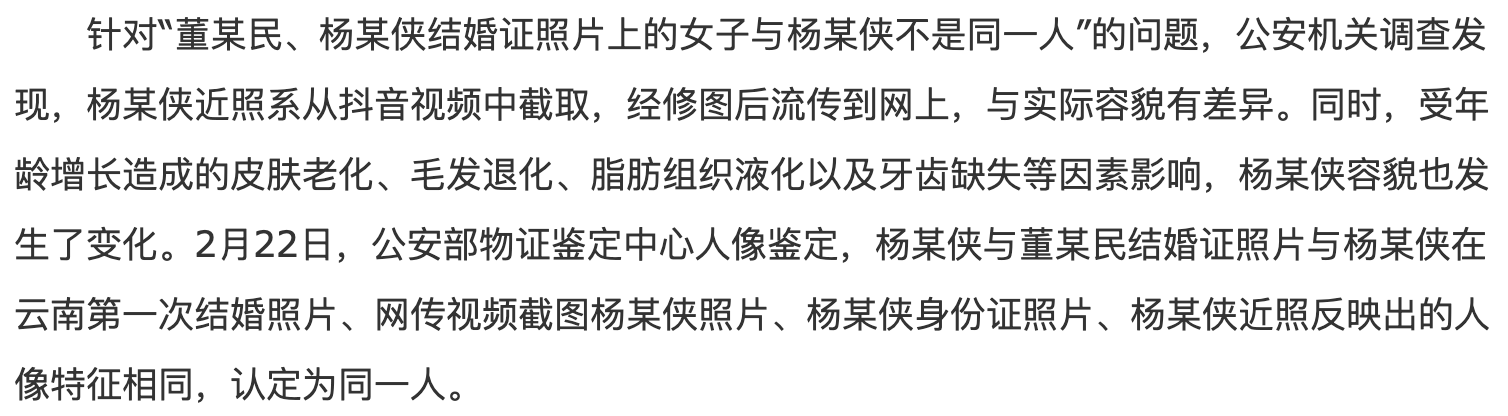 针对“董某民、杨某侠结婚证照片上的女子与杨某侠不是同一人”的问题，公安机关调查发
现，杨某侠近照系从抖音视频中截取，经修图后流传到网上，与实际容貌有差异。同时，受年
龄增长造成的皮肤老化、毛发退化、脂肪组织液化以及牙齿缺失等因素影响，杨某侠容貌也发
生了变化。2月22日，公安部物证鉴定中心人像鉴定，杨某侠与董某民结婚证照片与杨某侠在
云南第一次结婚照片、网传视频截图杨某侠照片、杨某侠身份证照片、杨某侠近照反映出的人
像特征相同，认定为同一人。